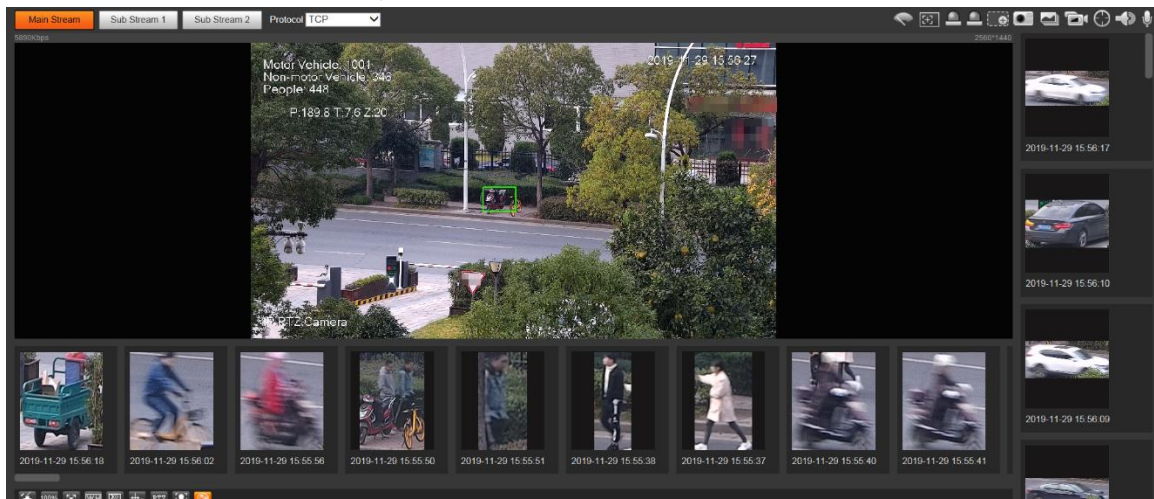 Main Stream
Sub Stream 1
Sub Stream 2
Protocol TCP
5890Kbps
2560*1440
Motor Vehicle: 1001
Non-motor Vehicle: 343
People: 448
P:189.8 T:7.6 Z:20
2019-11-29 15:56:27
IP PTZ Camera
2019-11-29 15:56:17
2019-11-29 15:56:10
2019-11-29 15:56:09
2019-11-29 15:56:18
2019-11-29 15:56:02
2019-11-29 15:55:56
2019-11-29 15:55:50
2019-11-29 15:55:51
2019-11-29 15:55:38
2019-11-29 15:55:37
2019-11-29 15:55:40
2019-11-29 15:55:41
100%